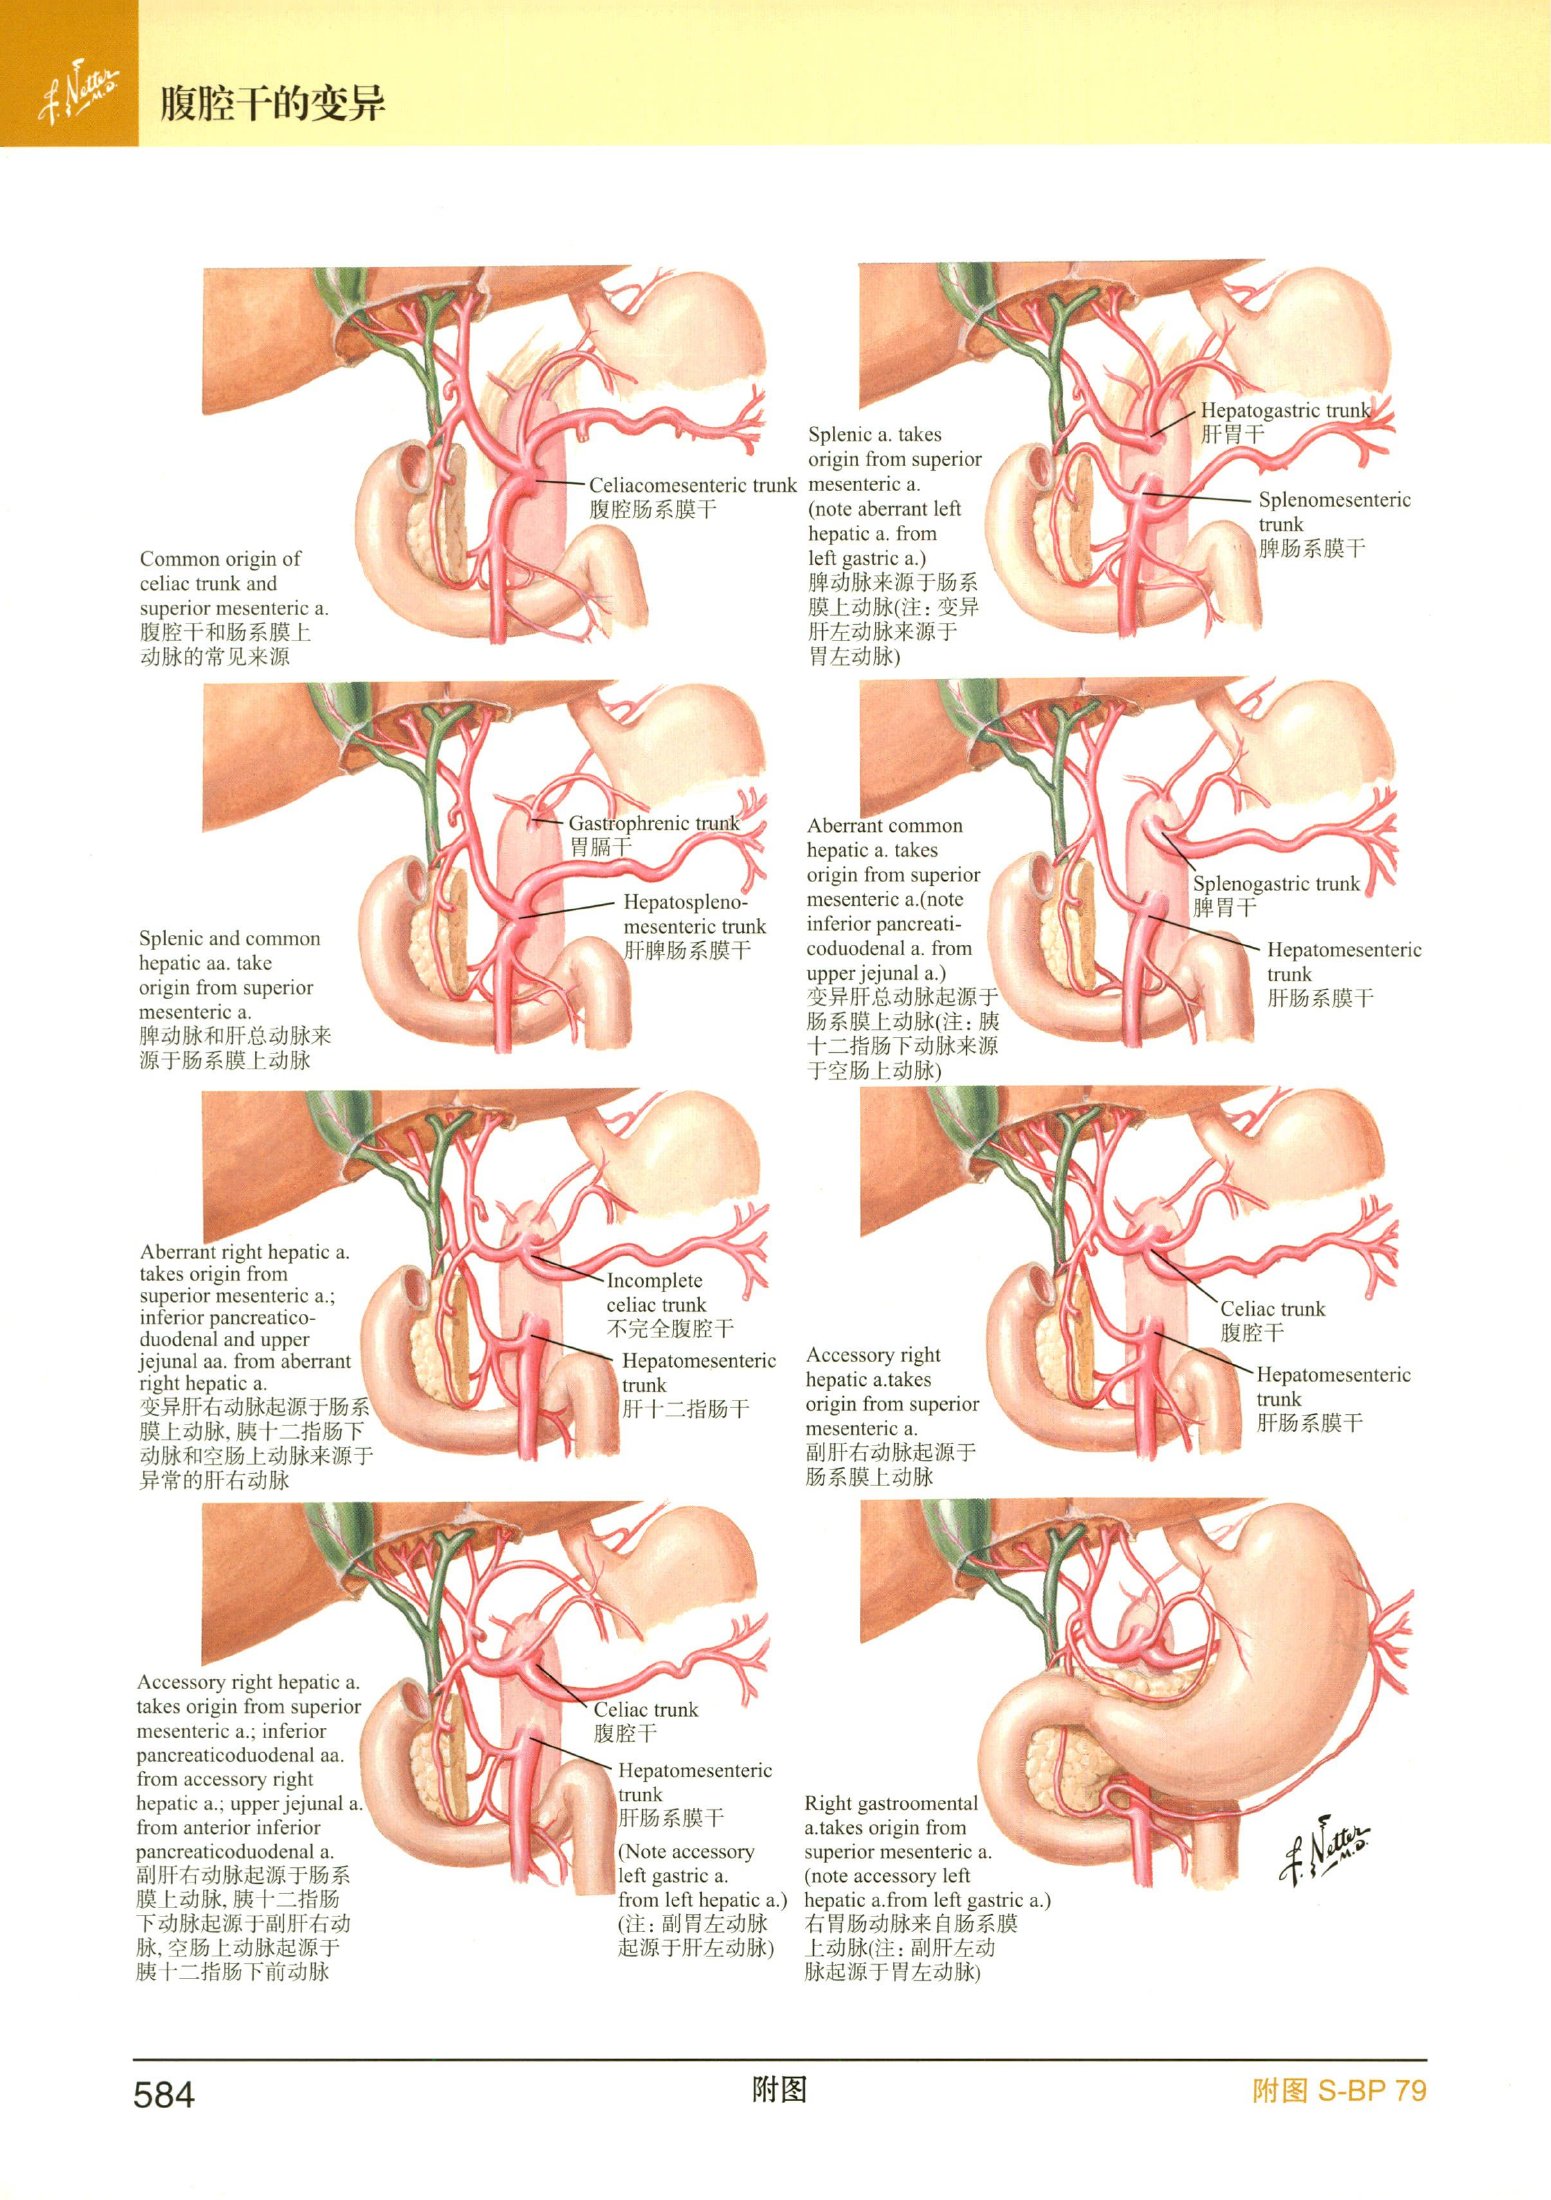 F. Netter M.D.
腹腔干的变异
Celiacomesenteric trunk
腹腔肠系膜干
Common origin of
celiac trunk and
superior mesenteric a.
腹腔干和肠系膜上
动脉的常见来源
Hepatogastric trunk
肝胃干
Splenic a. takes
origin from superior
mesenteric a.
(note aberrant left
hepatic a. from
left gastric a.)
脾动脉来源于肠系
膜上动脉(注: 变异
肝左动脉来源于
胃左动脉)
Splenomesenteric
trunk
脾肠系膜干
Gastrophrenic trunk
胃膈干
Hepatospleno-
mesenteric trunk
肝脾肠系膜干
Splenic and common
hepatic aa. take
origin from superior
mesenteric a.
脾动脉和肝总动脉来
源于肠系膜上动脉
Aberrant common
hepatic a. takes
origin from superior
mesenteric a.(note
inferior pancreati-
coduodenal a. from
upper jejunal a.)
变异肝总动脉起源于
肠系膜上动脉(注: 胰
十二指肠下动脉来源
于空肠上动脉)
Splenogastric trunk
脾胃干
Hepatomesenteric
trunk
肝肠系膜干
Aberrant right hepatic a.
takes origin from
superior mesenteric a.;
inferior pancreatico-
duodenal and upper
jejunal aa. from aberrant
right hepatic a.
变异肝右动脉起源于肠系
膜上动脉, 胰十二指肠下
动脉和空肠上动脉来源于
异常的肝右动脉
Incomplete
celiac trunk
不完全腹腔干
Hepatomesenteric
trunk
肝十二指肠干
Celiac trunk
腹腔干
Hepatomesenteric
trunk
肝肠系膜干
Accessory right
hepatic a.takes
origin from superior
mesenteric a.
副肝右动脉起源于
肠系膜上动脉
Accessory right hepatic a.
takes origin from superior
mesenteric a.; inferior
pancreaticoduodenal aa.
from accessory right
hepatic a.; upper jejunal a.
from anterior inferior
pancreaticoduodenal a.
副肝右动脉起源于肠系
膜上动脉, 胰十二指肠
下动脉起源于副肝右动
脉, 空肠上动脉起源于
胰十二指肠下前动脉
Celiac trunk
腹腔干
Hepatomesenteric
trunk
肝肠系膜干
(Note accessory
left gastric a.
from left hepatic a.)
(注: 副胃左动脉
起源于肝左动脉)
Right gastroomental
a.takes origin from
superior mesenteric a.
(note accessory left
hepatic a.from left gastric a.)
右胃肠动脉来自肠系膜
上动脉(注: 副肝左动
脉起源于胃左动脉)
F. Netter M.D.
584
附图
附图 S-BP 79